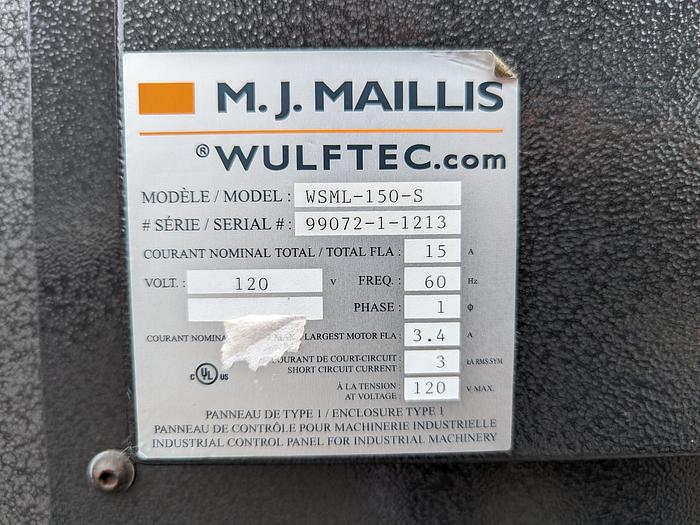 M. J. MAILLIS
®WULFTEC.com
MODÈLE / MODEL : WSML-150-S
# SÉRIE / SERIAL # : 99072-1-1213
COURANT NOMINAL TOTAL / TOTAL FLA : 15 A
VOLT. : 120 V FREQ. : 60 Hz
PHASE : 1 ϕ
COURANT NOMINA LARGEST MOTOR FLA : 3.4 A
COURANT DE COURT-CIRCUIT :
SHORT CIRCUIT CURRENT : 3 kA RMS SYM
À LA TENSION :
AT VOLTAGE : 120 V MAX.
C UL US
PANNEAU DE TYPE 1 / ENCLOSURE TYPE 1
PANNEAU DE CONTRÔLE POUR MACHINERIE INDUSTRIELLE
INDUSTRIAL CONTROL PANEL FOR INDUSTRIAL MACHINERY